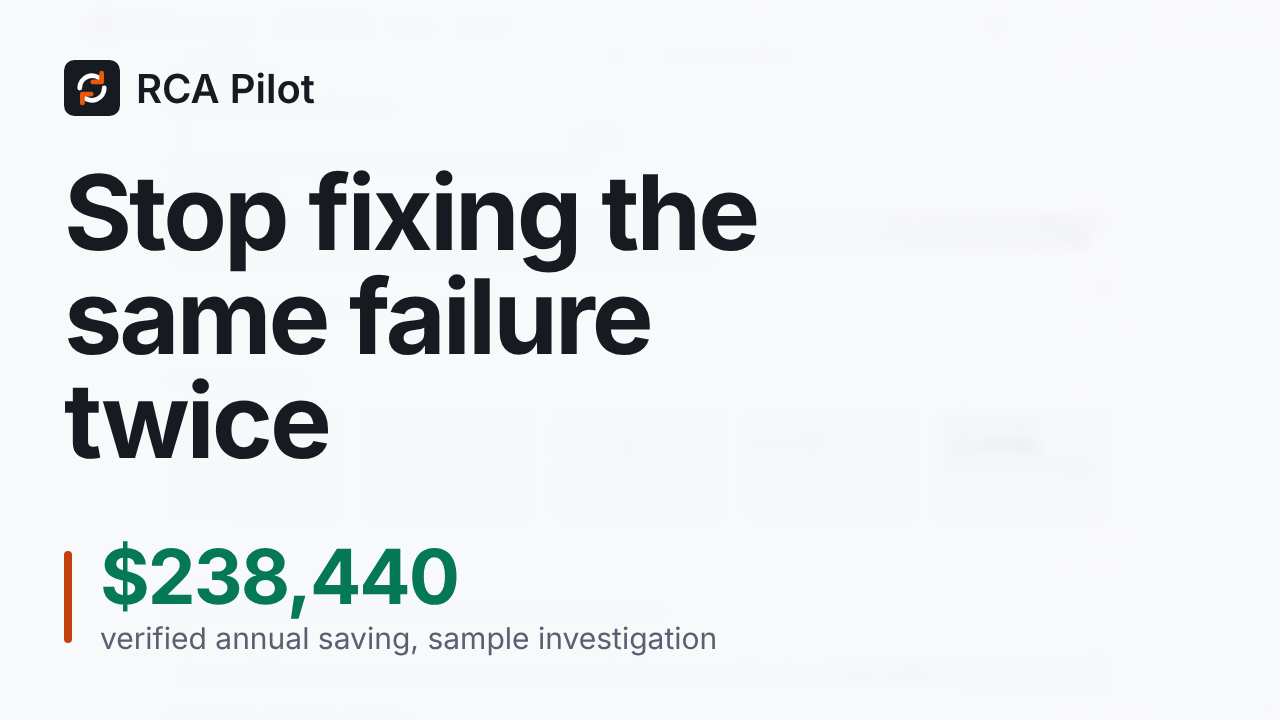 RCA Pilot
Stop fixing the
same failure
twice
$238,440
verified annual saving, sample investigation